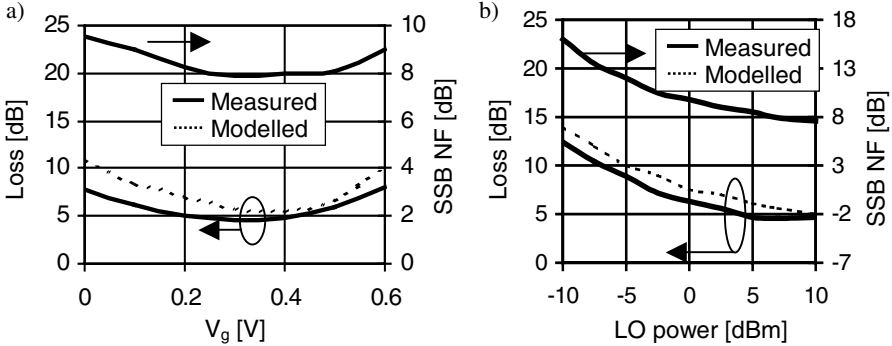 a)
25
20
15
10
5
0
Loss [dB]
10
8
6
4
2
0
SSB NF [dB]
Measured
Modelled
0
0.2
0.4
0.6
Vg [V]
b)
25
20
15
10
5
0
Loss [dB]
18
13
8
3
-2
-7
SSB NF [dB]
Measured
Modelled
-10
-5
0
5
10
LO power [dBm]